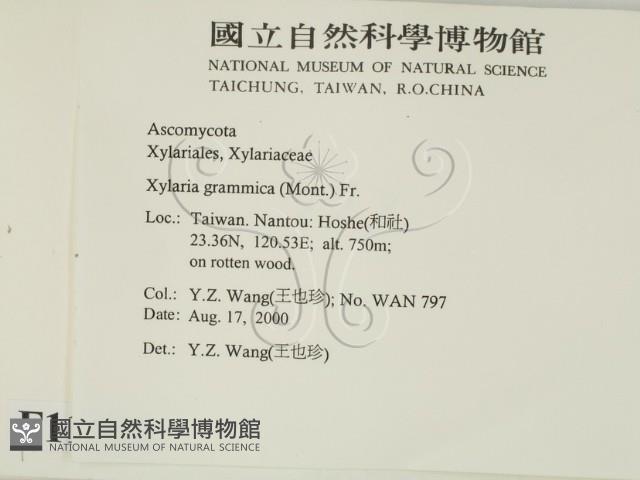 國立自然科學博物館
NATIONAL MUSEUM OF NATURAL SCIENCE
TAICHUNG, TAIWAN, R.O.CHINA
Ascomycota
Xylariales, Xylariaceae
Xylaria grammica (Mont.) Fr.
Loc.: Taiwan. Nantou: Hoshe(和社)
23.36N, 120.53E; alt. 750m;
on rotten wood.
Col.: Y.Z. Wang(王也珍); No. WAN 797
Date: Aug. 17, 2000
Det.: Y.Z. Wang(王也珍)
國立自然科學博物館
NATIONAL MUSEUM OF NATURAL SCIENCE